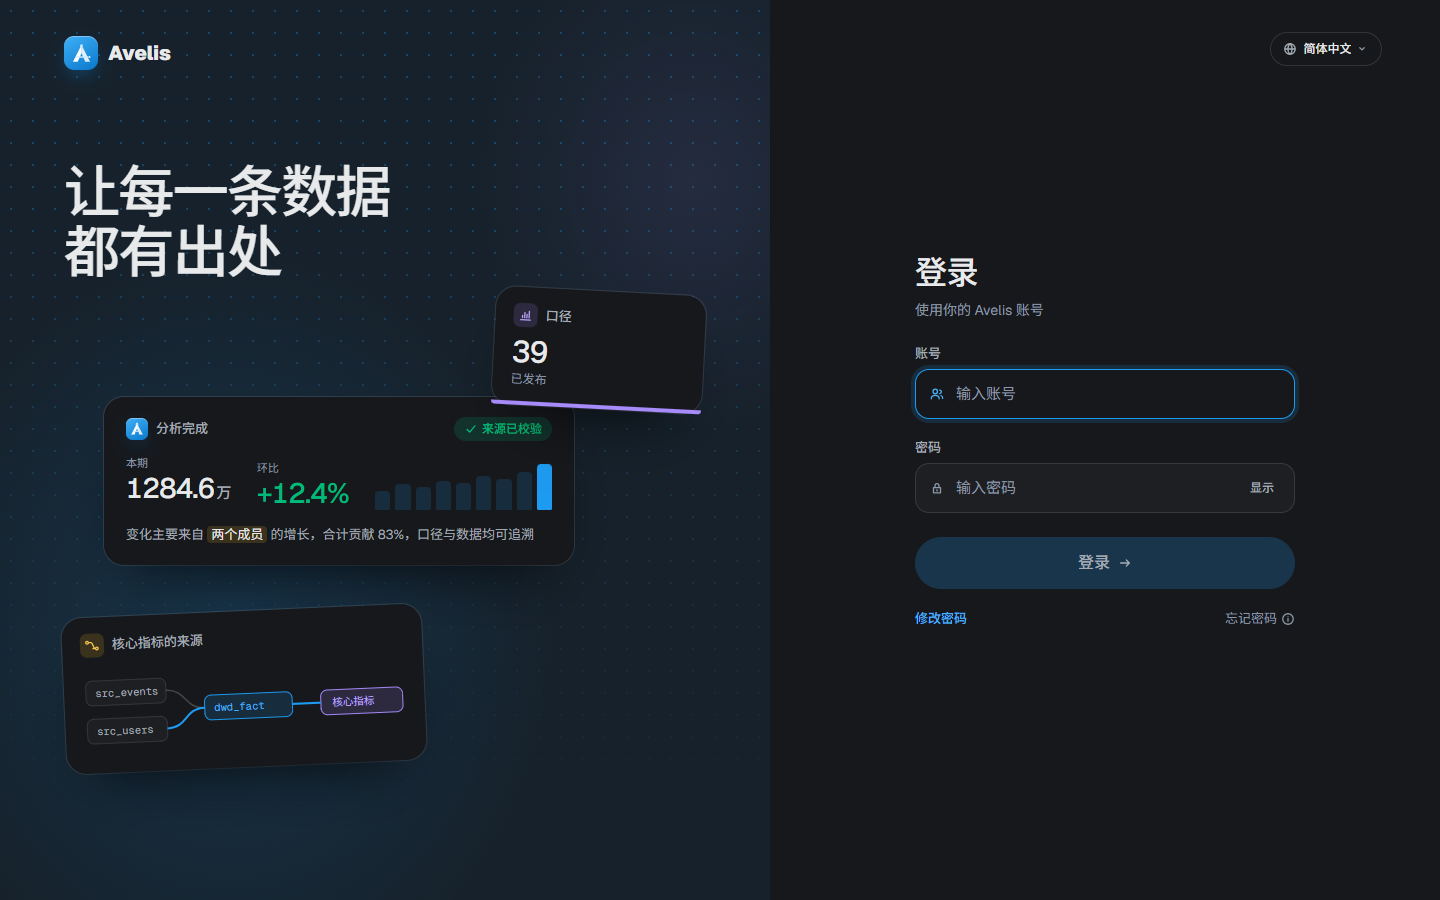 Avelis
简体中文
让每一条数据
都有出处
口径
39
已发布
分析完成
来源已校验
本期
1284.6万
环比
+12.4%
变化主要来自 两个成员 的增长，合计贡献 83%，口径与数据均可追溯
核心指标的来源
src_events
src_users
dwd_fact
核心指标
登录
使用你的 Avelis 账号
账号
输入账号
密码
输入密码
显示
登录 →
修改密码
忘记密码